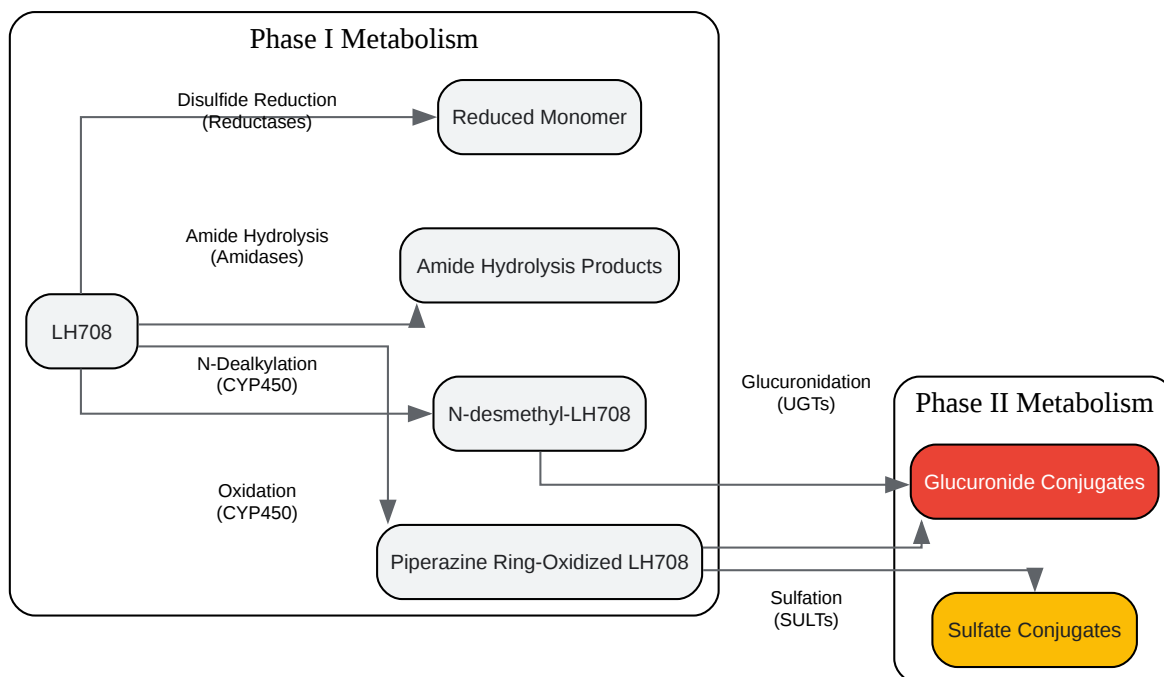 Phase I Metabolism
Disulfide Reduction
(Reductases)
Reduced Monomer
Amide Hydrolysis
(Amidases)
Amide Hydrolysis Products
LH708
N-Dealkylation
(CYP450)
N-desmethyl-LH708
Oxidation
(CYP450)
Piperazine Ring-Oxidized LH708
Glucuronidation
(UGTs)
Phase II Metabolism
Glucuronide Conjugates
Sulfation
(SULTs)
Sulfate Conjugates